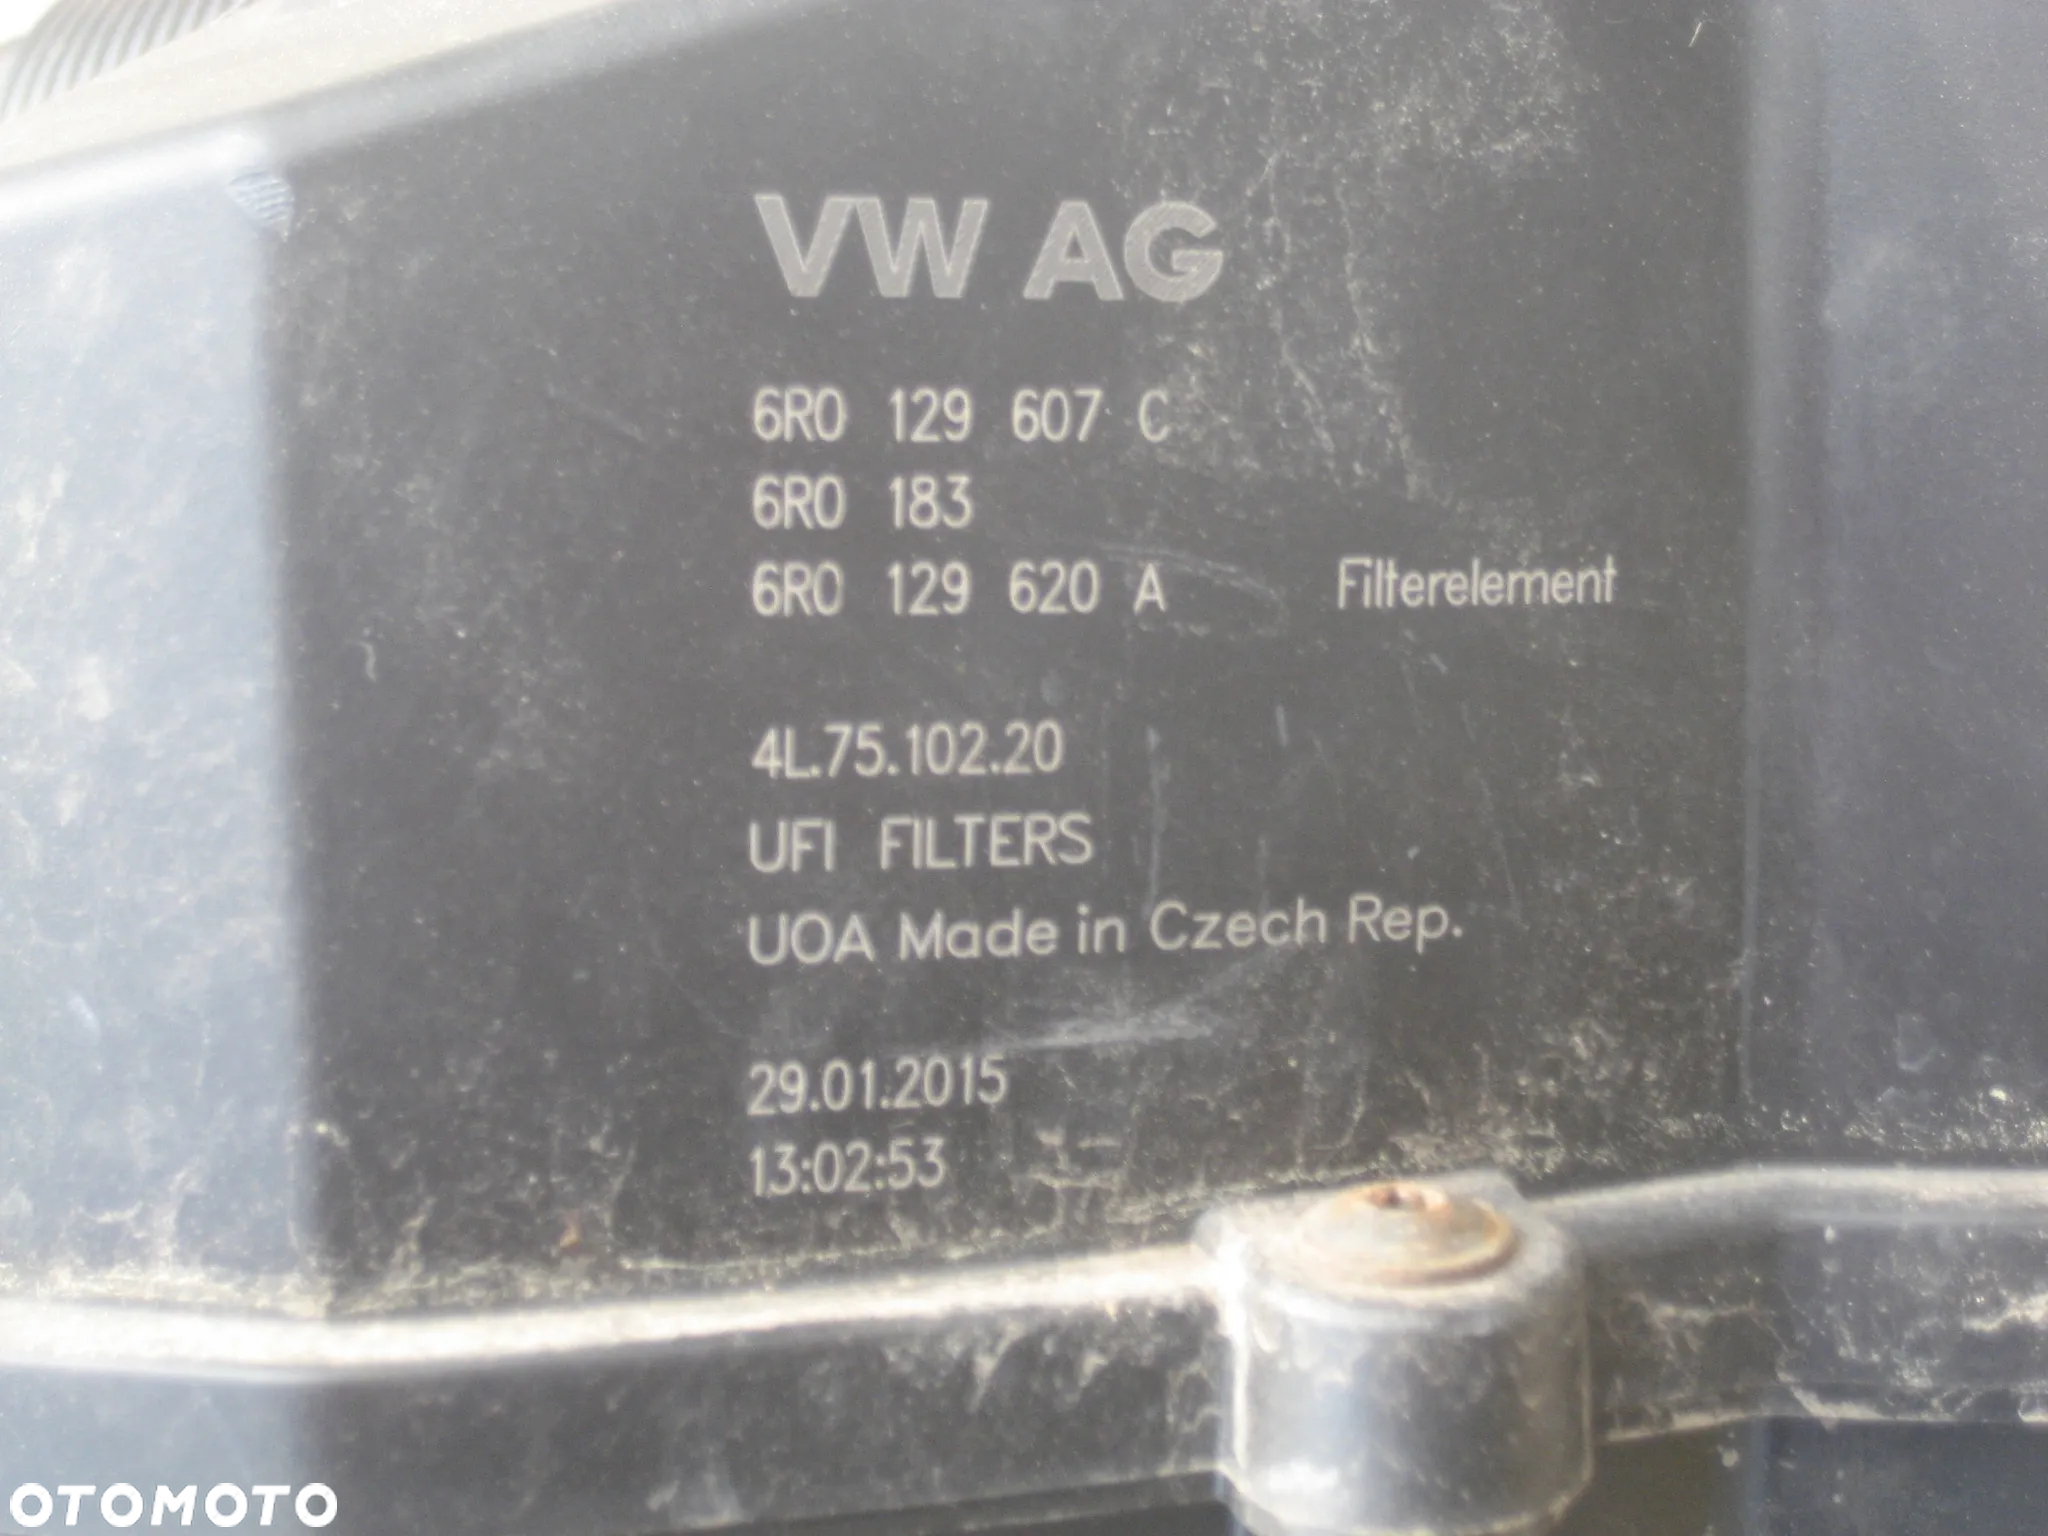 VW AG
6R0 129 607 C
6R0 183
6R0 129 620 A Filterelement
4L.75.102.20
UFI FILTERS
UOA Made in Czech Rep.
29.01.2015
13:02:53
OTOMOTO